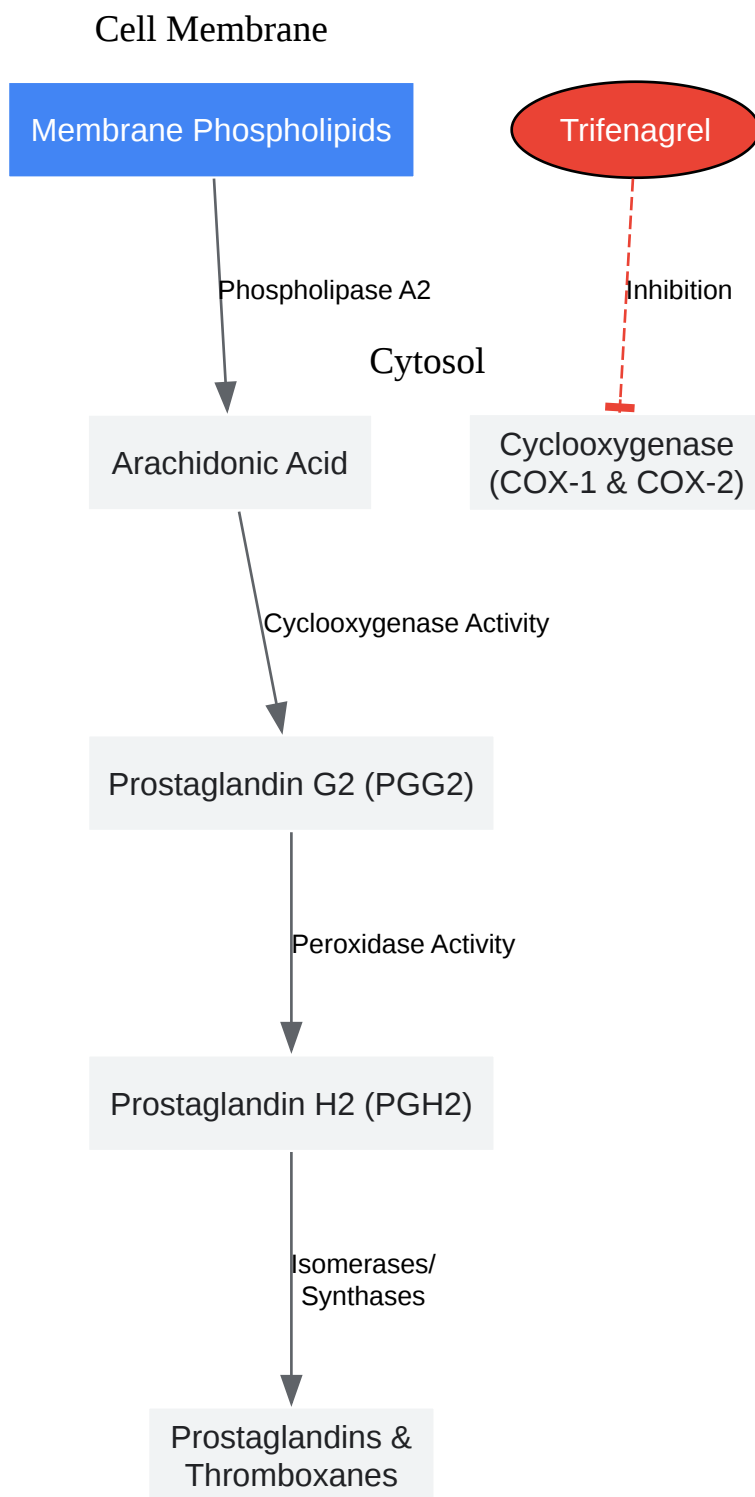 Cell Membrane
Membrane Phospholipids
Trifenagrel
Phospholipase A2
Inhibition
Cytosol
Arachidonic Acid
Cyclooxygenase
(COX-1 & COX-2)
Cyclooxygenase Activity
Prostaglandin G2 (PGG2)
Peroxidase Activity
Prostaglandin H2 (PGH2)
Isomerases/
Synthases
Prostaglandins &
Thromboxanes